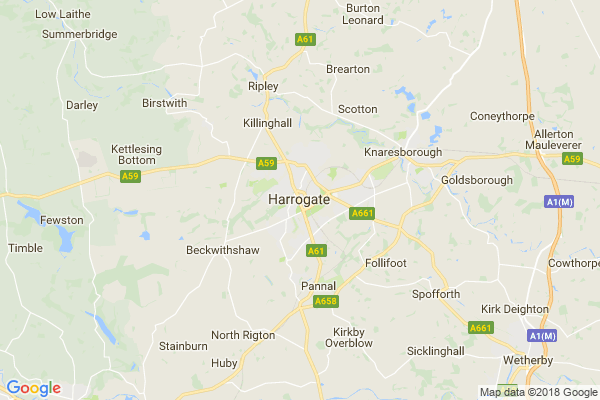 Low Laithe
Summerbridge
Burton
Leonard
A61
Brearton
Ripley
Darley
Birstwith
Scotton
Coneythorpe
Killinghall
Allerton
Mauleverer
Kettlesing
Bottom
Knaresborough
A59
A59
A59
Goldsborough
Harrogate
A1(M)
A661
Fewston
Timble
Beckwithshaw
A61
Follifoot
Cowthorpe
Pannal
Spofforth
A658
Kirk Deighton
North Rigton
Kirkby
Overblow
A661
A1(M)
Stainburn
Huby
Sicklinghall
Wetherby
Google
Map data ©2018 Google